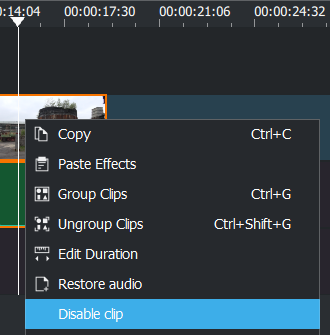 0:14:04 00:00:17:30 00:00:21:06 00:00:24:32
Copy Ctrl+C
Paste Effects
Group Clips Ctrl+G
Ungroup Clips Ctrl+Shift+G
Edit Duration
Restore audio
Disable clip